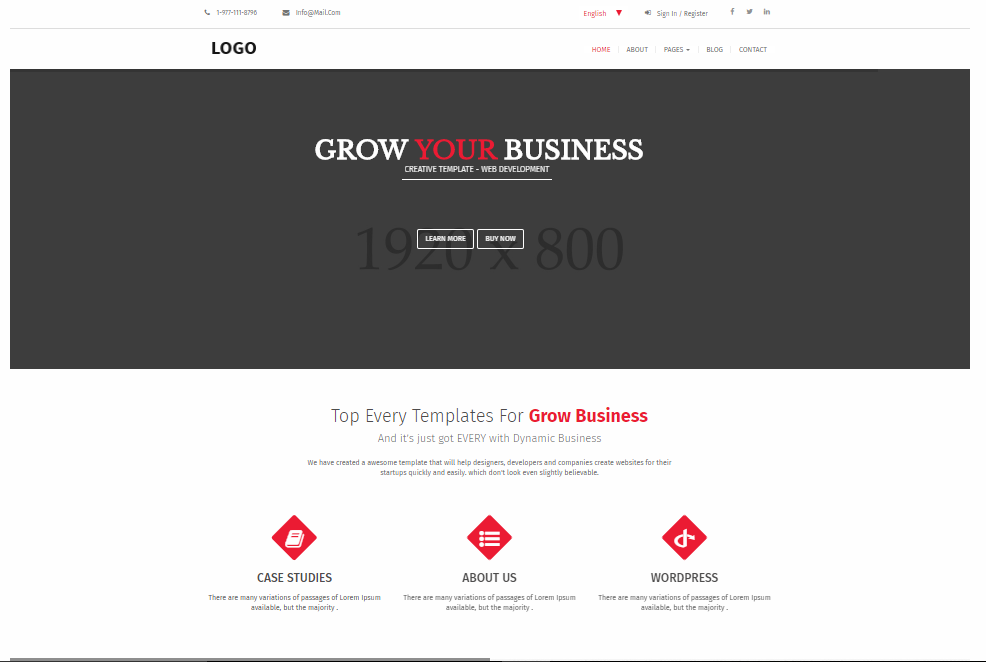 1-977-111-8796 Info@Mail.Com English Sign In / Register
LOGO HOME ABOUT PAGES BLOG CONTACT
GROW YOUR BUSINESS
CREATIVE TEMPLATE - WEB DEVELOPMENT
LEARN MORE BUY NOW
1920 x 800
Top Every Templates For Grow Business
And it's just got EVERY with Dynamic Business
We have created a awesome template that will help designers, developers and companies create websites for their
startups quickly and easily. which don't look even slightly believable.
CASE STUDIES ABOUT US WORDPRESS
There are many variations of passages of Lorem Ipsum There are many variations of passages of Lorem Ipsum There are many variations of passages of Lorem Ipsum
available, but the majority . available, but the majority . available, but the majority .